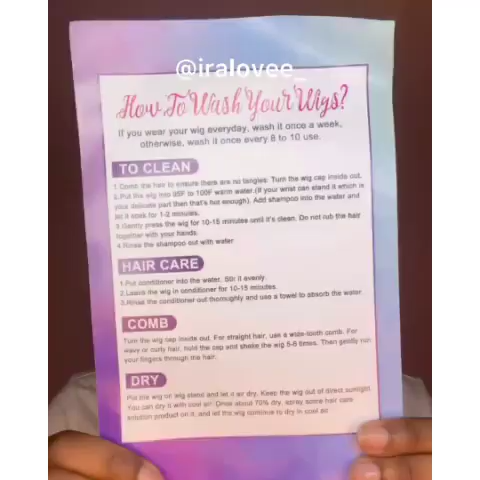 @iralovee_
How To Wash Your Wigs?
If you wear your wig everyday, wash it once a week,
otherwise, wash it once every 8 to 10 use.
TO CLEAN
1.Comb the hair to ensure there are no tangles. Turn the wig cap inside out.
2.Put the wig into 95F to 100F warm water.(If your wrist can stand it which is
your delicate part then that's hot enough). Add shampoo into the water and
let it soak for 1-2 minutes.
3.Gently press the wig for 10-15 minutes until it's clean. Do not rub the hair
together with your hands.
4.Rinse the shampoo out with water
HAIR CARE
1.Put conditioner into the water. Stir it evenly.
2.Leave the wig in conditioner for 10-15 minutes.
3.Rinse the conditioner out thoroughly and use a towel to absorb the water.
COMB
Turn the wig cap inside out. For straight hair, use a wide-tooth comb. For
wavy or curly hair, hold the cap and shake the wig 5-6 times. Then gently run
your fingers through the hair.
DRY
Put the wig on wig stand and let it air dry. Keep the wig out of direct sunlight.
You can dry it with cool air. Once about 70% dry, spray some hair care
solution product on it, and let the wig continue to dry in cool air.